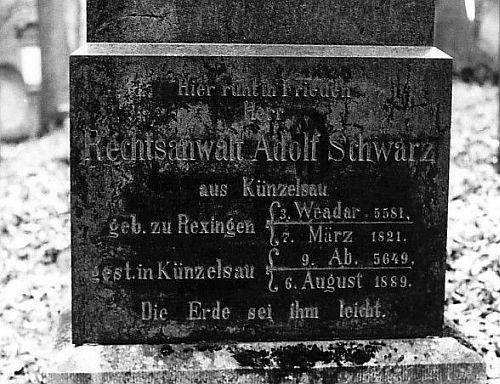 Hier ruht in Frieden
Herr
Rechtsanwalt Adolf Schwarz
aus Künzelsau
geb. zu Rexingen { 3. Weadar 5581,
7. März 1821.
gest. in Künzelsau { 9. Ab. 5649,
6. August 1889.
Die Erde sei ihm leicht.